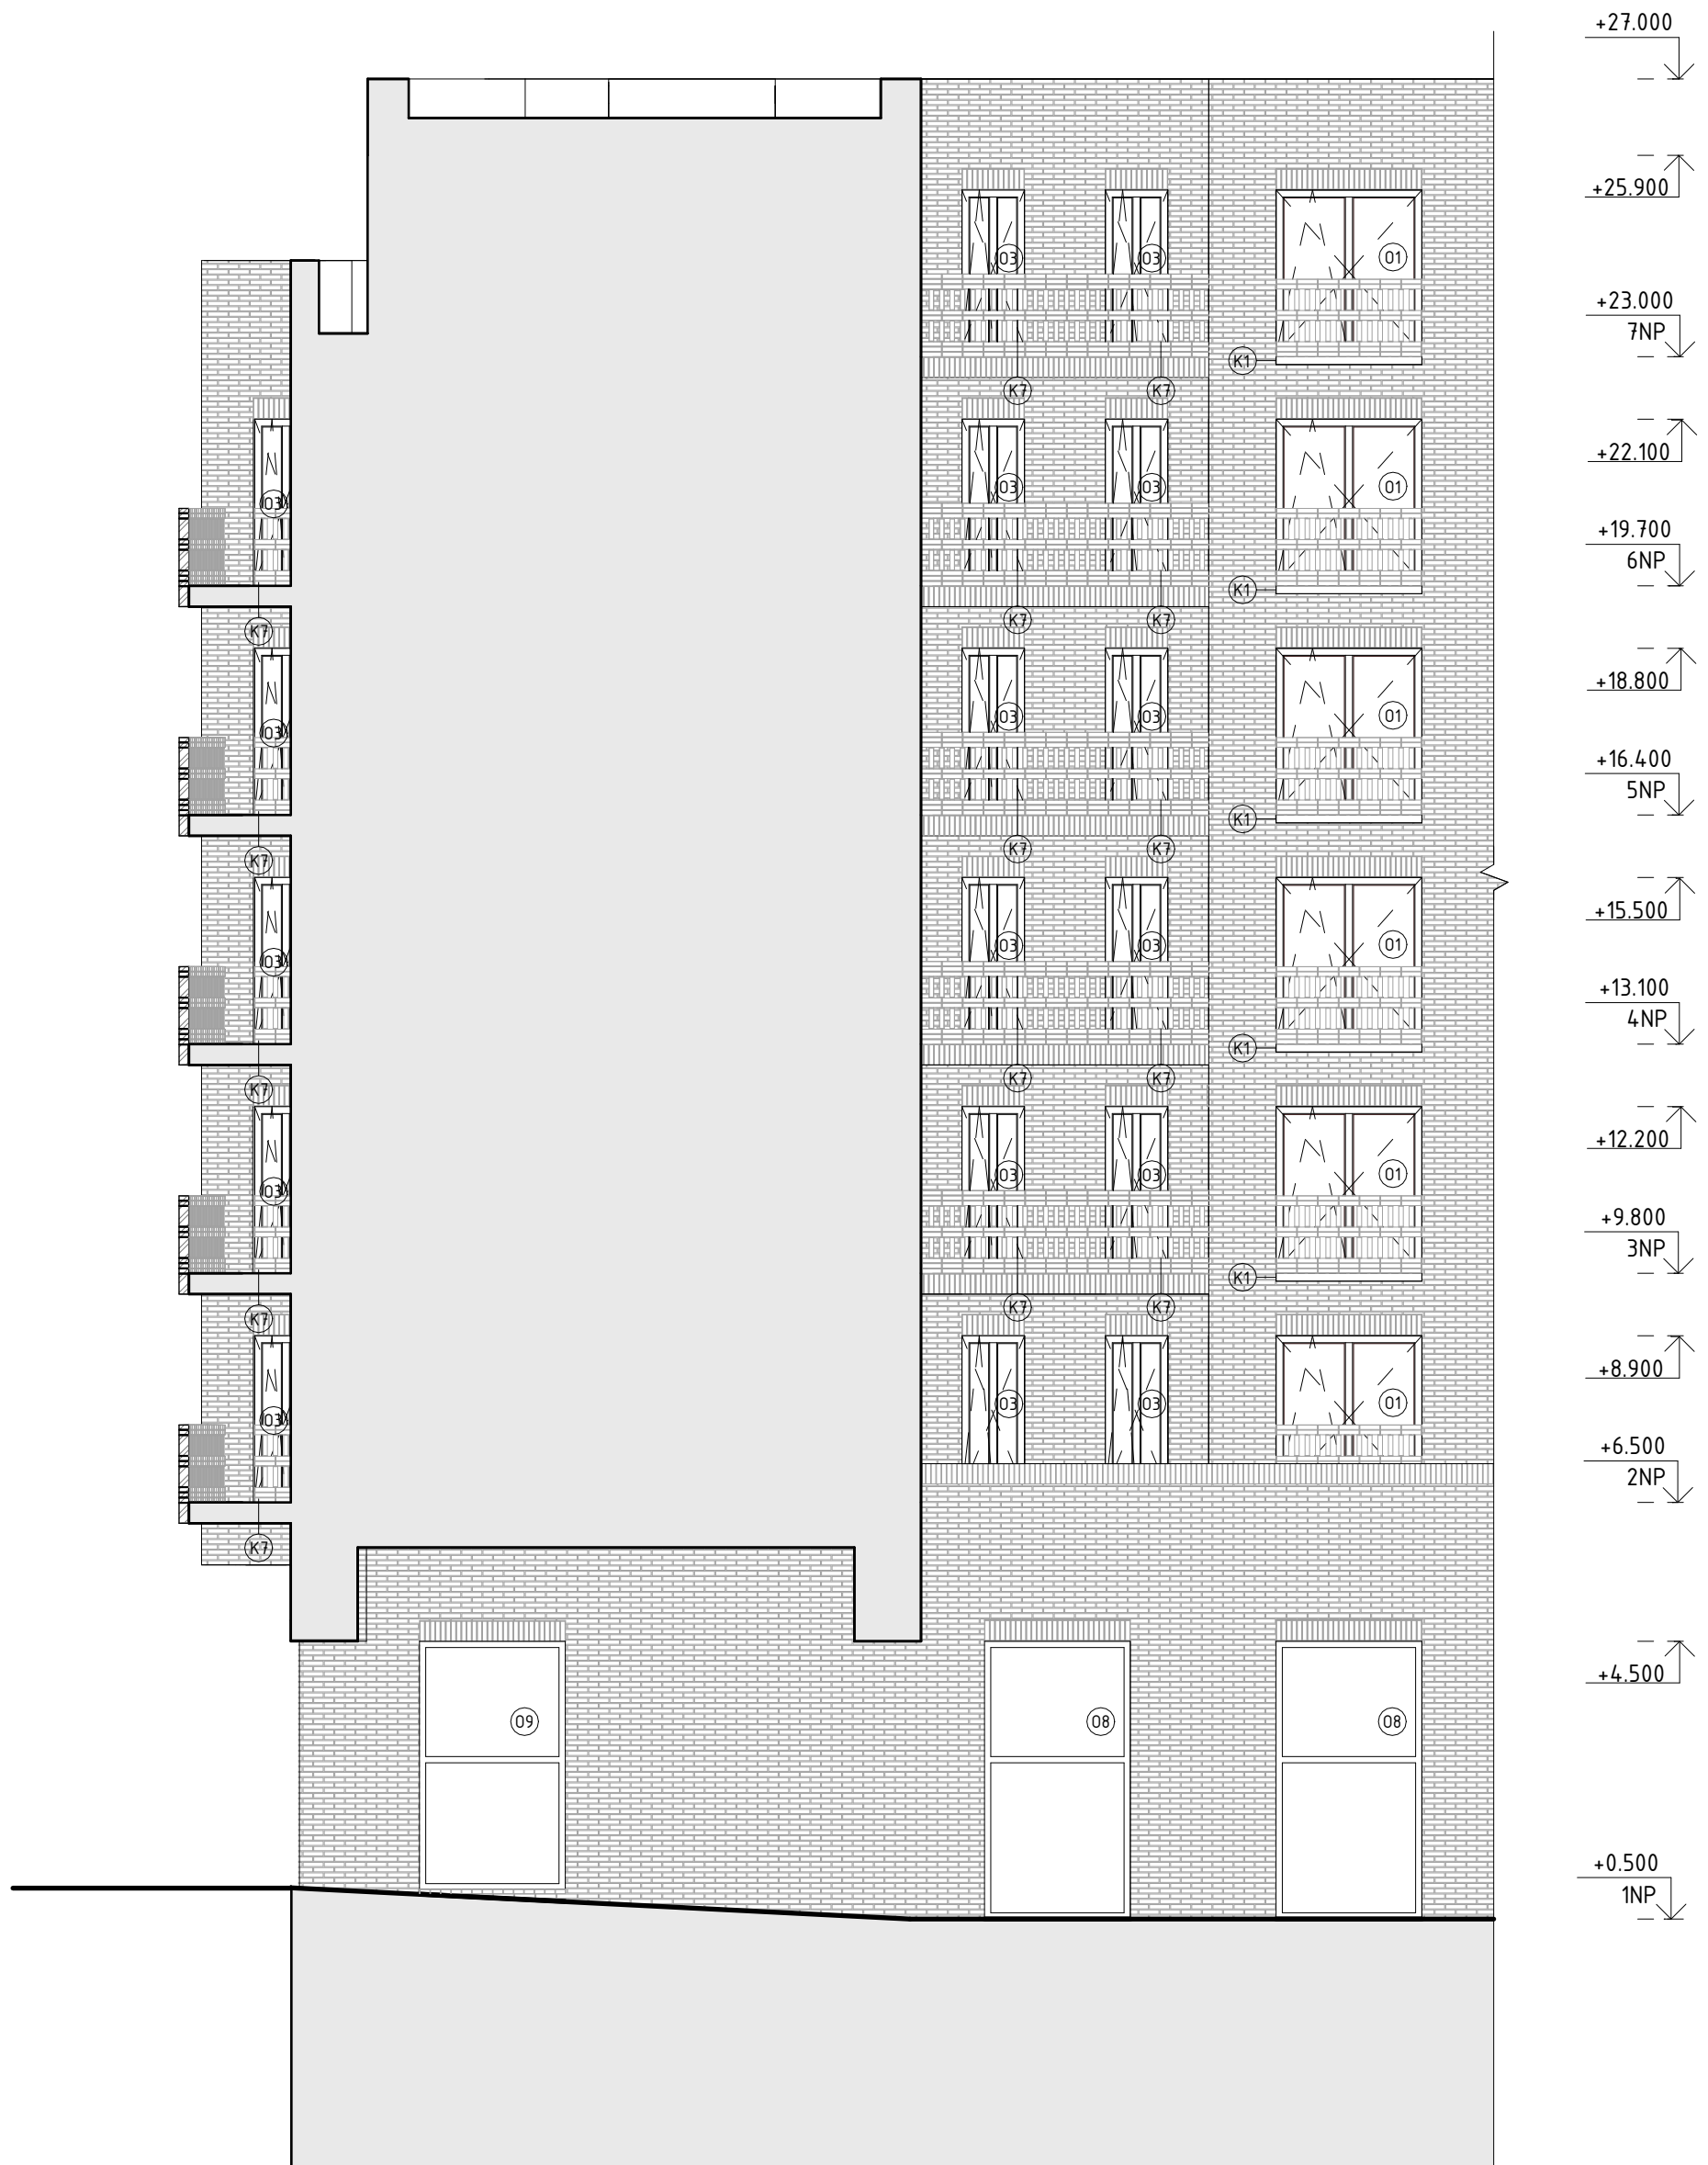 +27.000
+25.900
03
03
01
+23.000
7NP
K1
K7
K7
+22.100
03
03
03
01
+19.700
6NP
K1
K7
K7
K7
+18.800
03
03
03
01
+16.400
5NP
K1
K7
K7
K7
+15.500
03
03
03
01
+13.100
4NP
K1
K7
K7
K7
+12.200
03
03
03
01
+9.800
3NP
K1
K7
K7
K7
+8.900
03
03
03
01
+6.500
2NP
K7
+4.500
09
08
08
+0.500
1NP